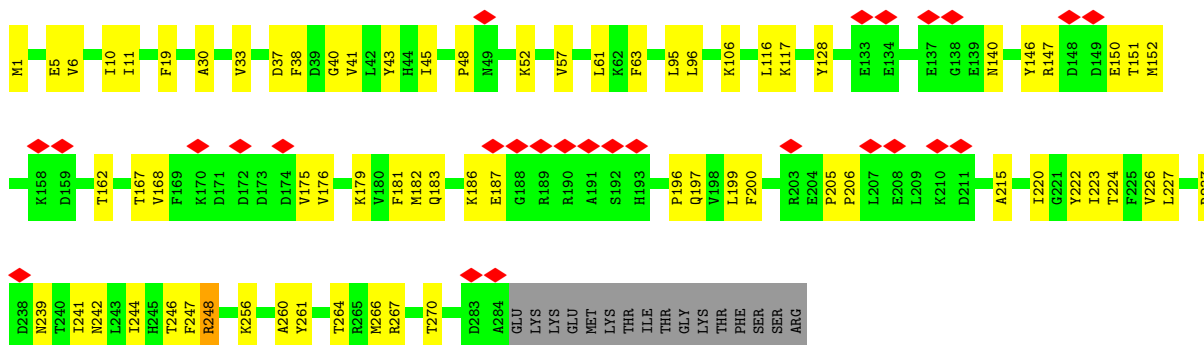 M1 E5 V6 I10 I11 F19 A30 V33 D37 F38 D39 G40 V41 L42 Y43 H44 I45 P48 N49 K52 V57 L61 K62 F63 L95 L96 K106 L116 K117 Y128 E133 E134 E137 G138 E139 N140 Y146 R147 D148 D149 E150 T151 M152
K158 D159 T162 T167 V168 F169 K170 D171 D172 D173 D174 V175 V176 K179 V180 F181 M182 Q183 K186 E187 G188 R189 R190 A191 S192 H193 P196 Q197 V198 L199 F200 R203 E204 P205 P206 L207 E208 L209 K210 D211 A215 I220 G221 Y222 I223 T224 F225 V226 L227
D238 N239 T240 I241 N242 L243 I244 H245 T246 F247 R248 K256 A260 Y261 T264 R265 M266 R267 T270 D283 A284 GLU LYS LYS GLU MET LYS THR ILE THR GLY LYS THR PHE SER SER ARG